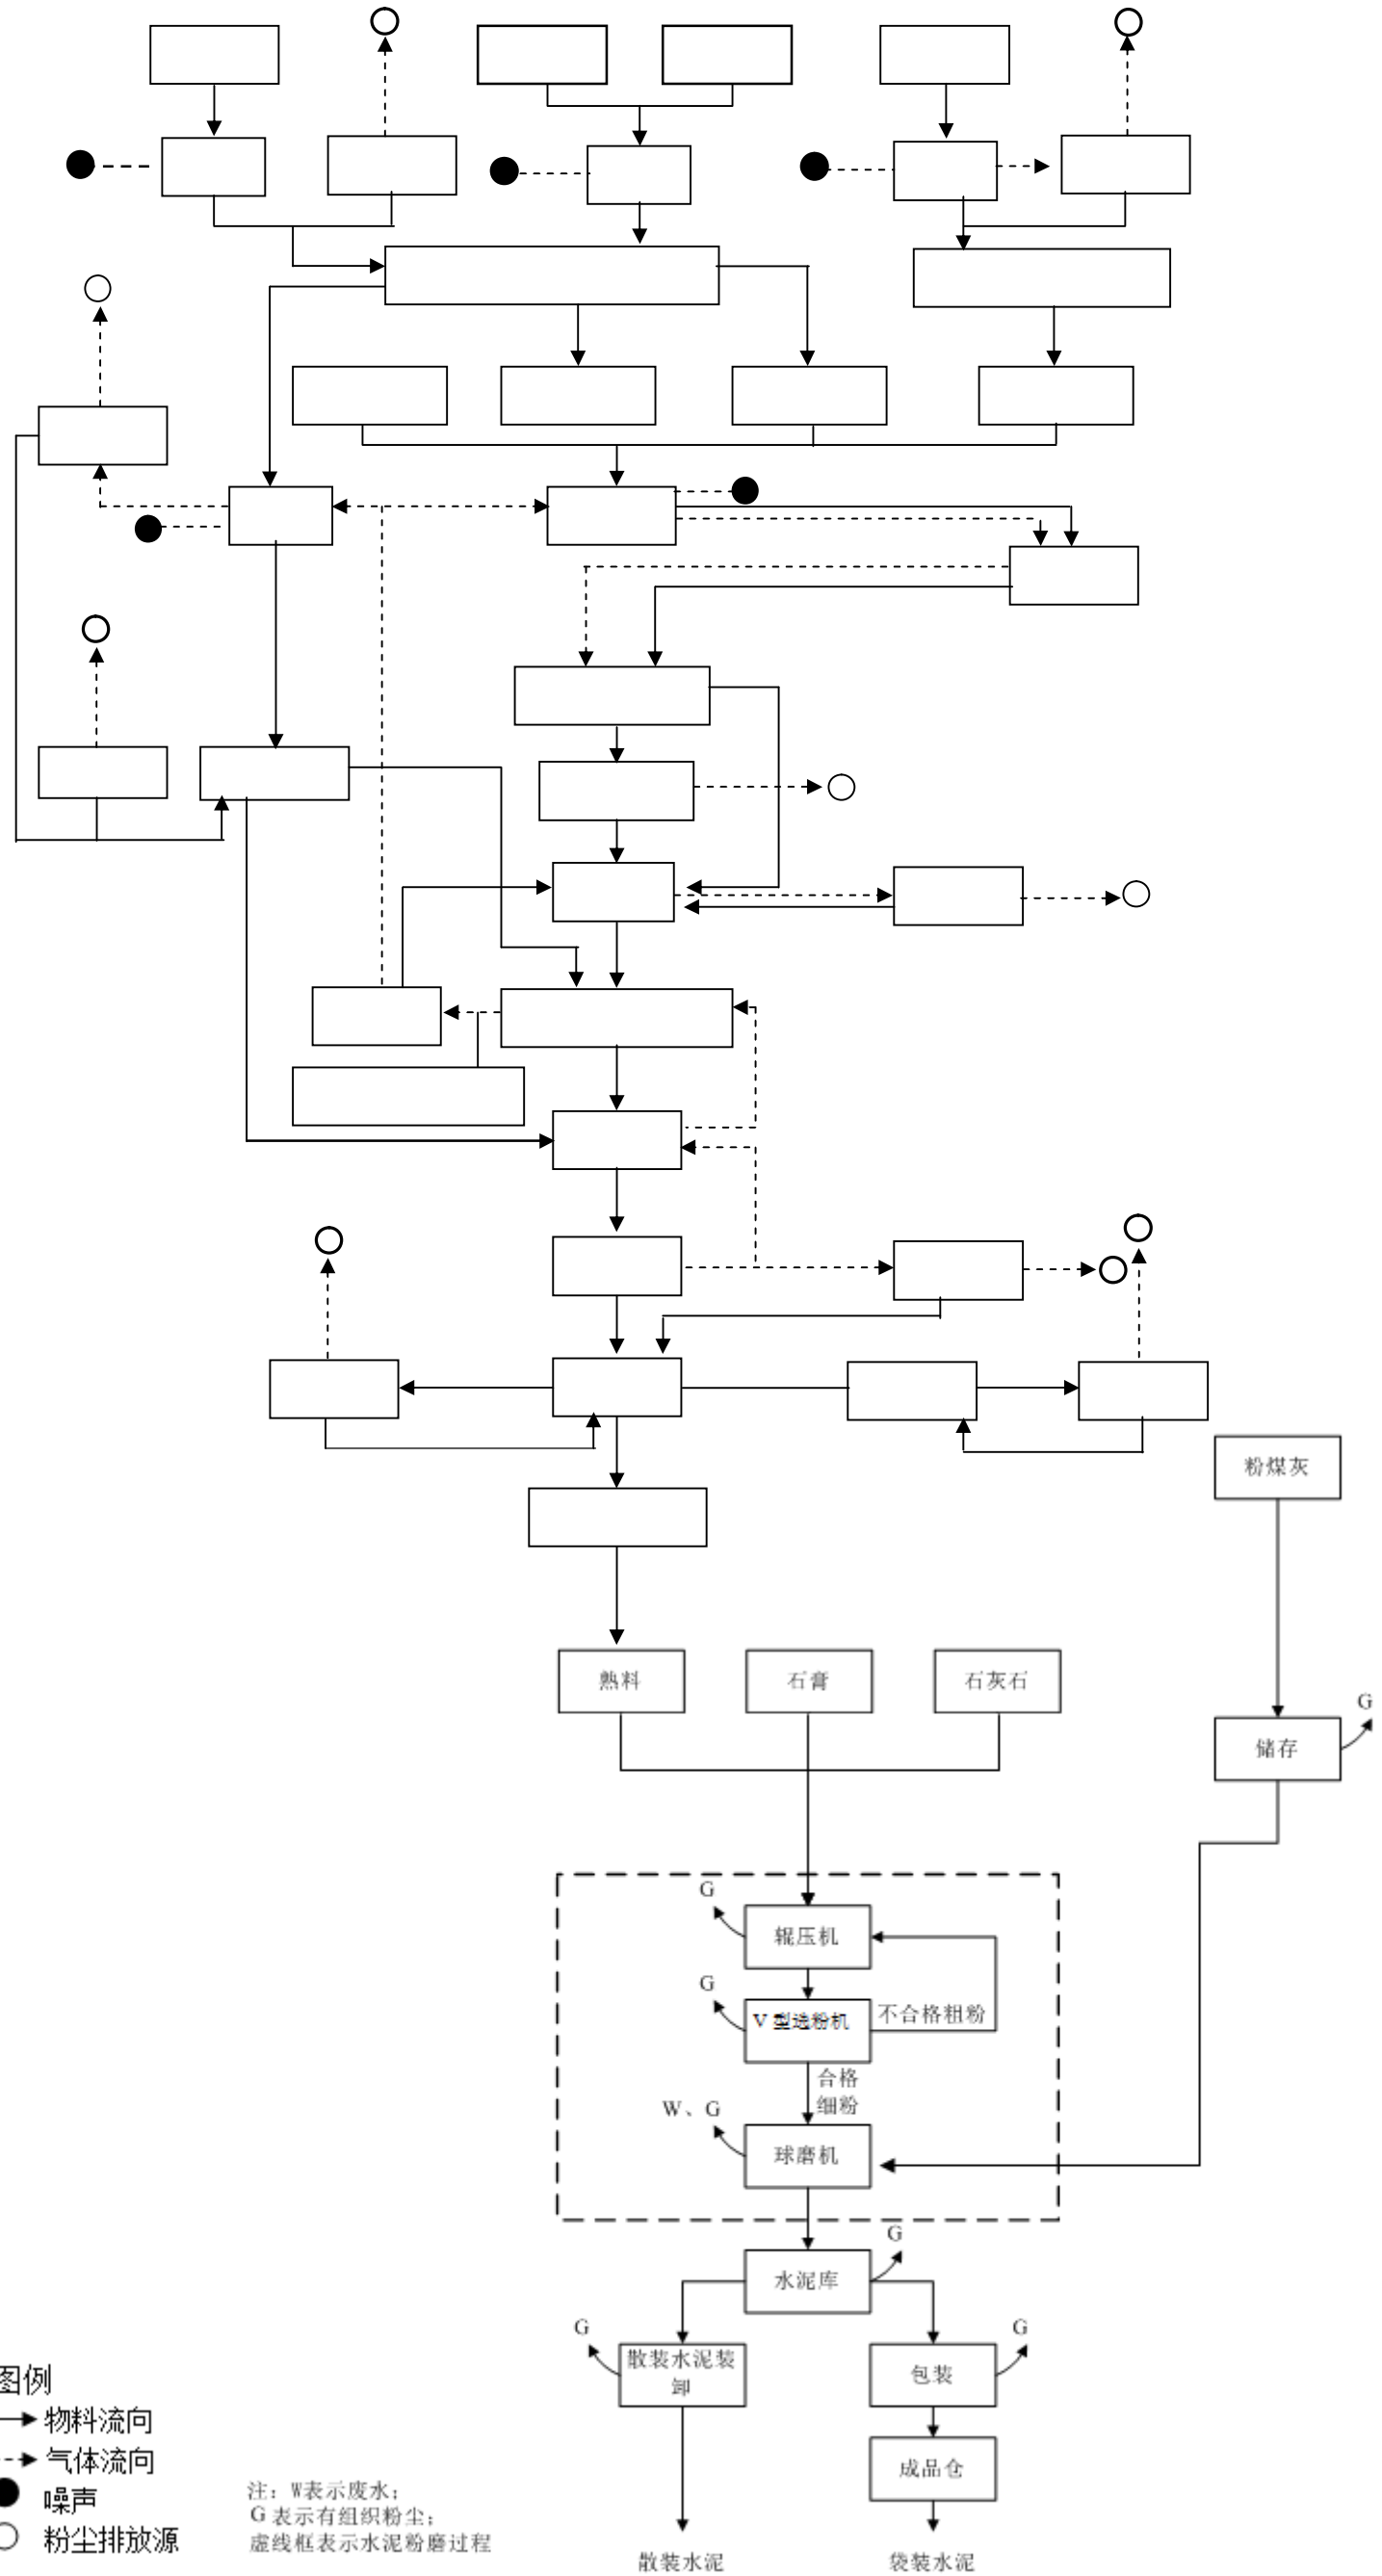 粉煤灰
熟料
石膏
石灰石
G
储存
G
辊压机
G
V 型选粉机
不合格粗粉
合格
细粉
W、G
球磨机
G
水泥库
G
G
散装水泥装
卸
包装
图例
物料流向
成品仓
气体流向
噪声
注：W表示废水；
G 表示有组织粉尘；
粉尘排放源
虚线框表示水泥粉磨过程
散装水泥
袋装水泥